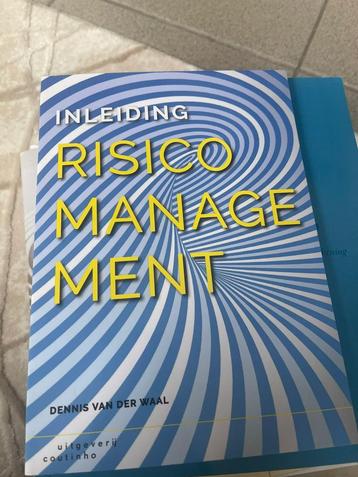 INLEIDING
RISICO
MANAGE
MENT
DENNIS VAN DER WAAL
uitgeverij
coutinho